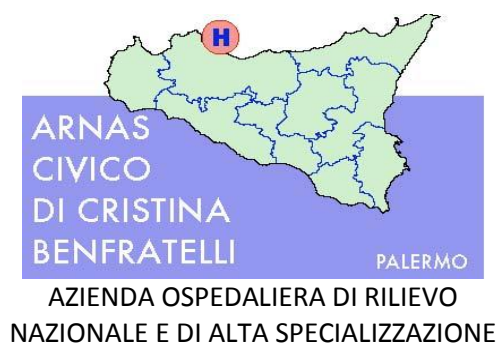 H
ARNAS
CIVICO
DI CRISTINA
BENFRATELLI
PALERMO
AZIENDA OSPEDALIERA DI RILIEVO
NAZIONALE E DI ALTA SPECIALIZZAZIONE